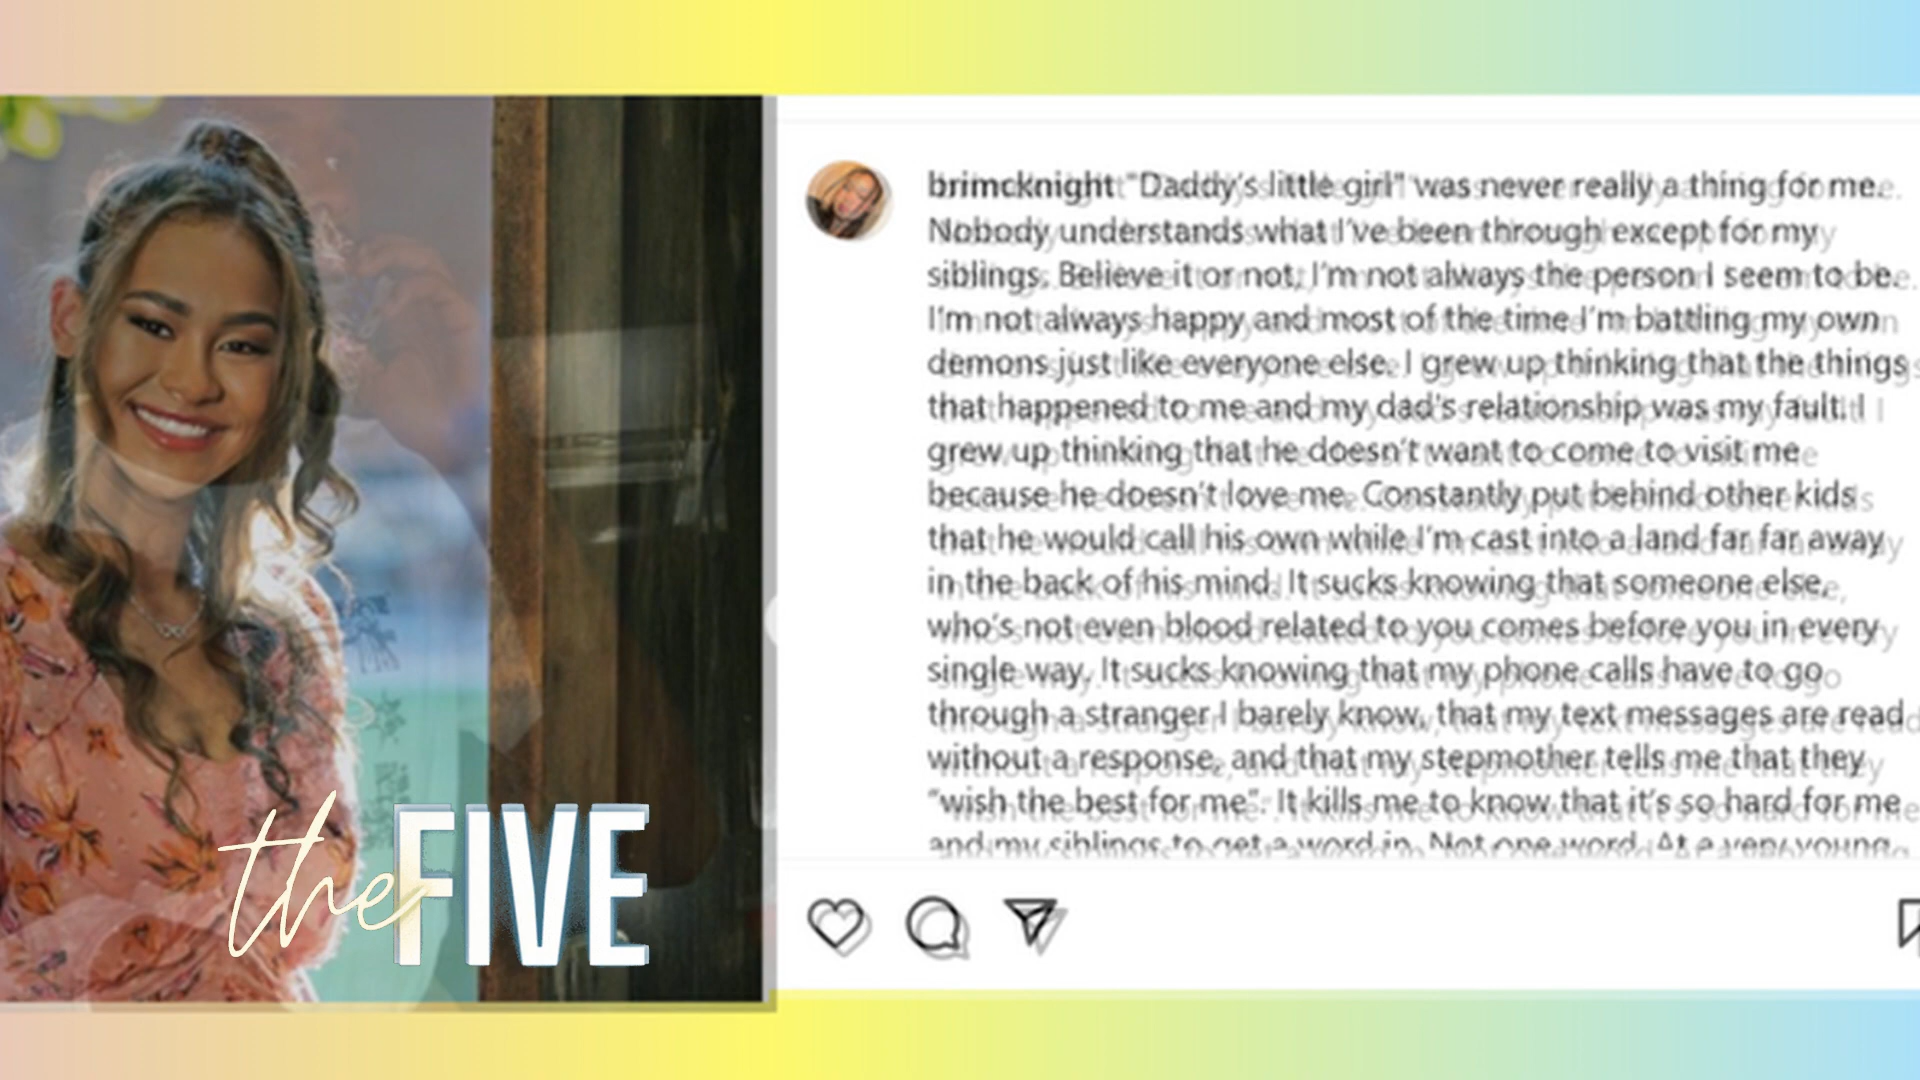 brimcknight "Daddy's little girl" was never really a thing for me.
Nobody understands what I've been through except for my
siblings. Believe it or not, I'm not always the person I seem to be.
I'm not always happy and most of the time I'm battling my own
demons just like everyone else. I grew up thinking that the things
that happened to me and my dad's relationship was my fault. I
grew up thinking that he doesn't want to come to visit me
because he doesn't love me. Constantly put behind other kids
that he would call his own while I'm cast into a land far far away
in the back of his mind. It sucks knowing that someone else,
who's not even blood related to you comes before you in every
single way. It sucks knowing that my phone calls have to go
through a stranger I barely know, that my text messages are read
without a response, and that my stepmother tells me that they
"wish the best for me". It kills me to know that it's so hard for me
and my siblings to get a word in. Not one word. At a very young
the FIVE